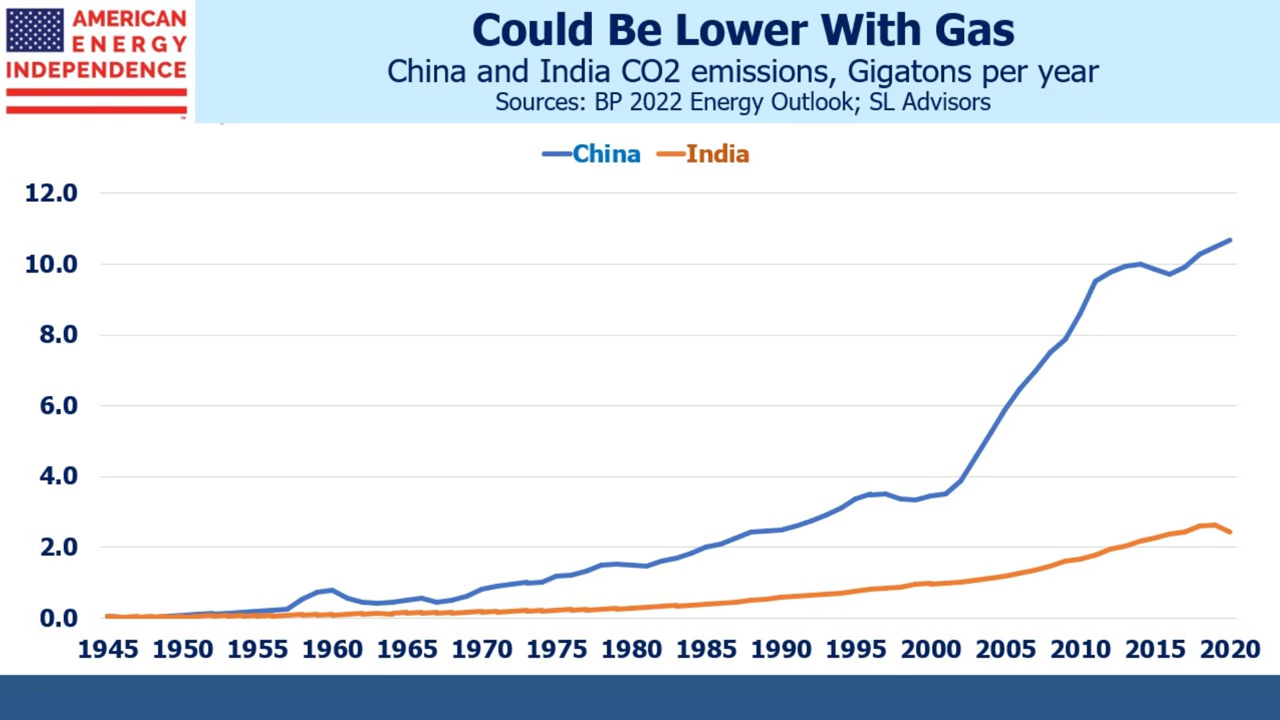 AMERICAN
ENERGY
INDEPENDENCE
™
Could Be Lower With Gas
China and India CO2 emissions, Gigatons per year
Sources: BP 2022 Energy Outlook; SL Advisors
China India
12.0
10.0
8.0
6.0
4.0
2.0
0.0
1945 1950 1955 1960 1965 1970 1975 1980 1985 1990 1995 2000 2005 2010 2015 2020